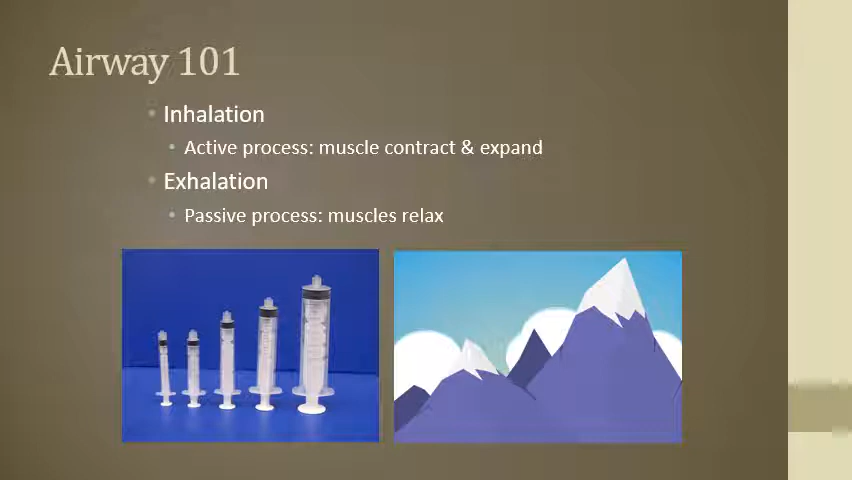 Airway 101
• Inhalation
• Active process: muscle contract & expand
• Exhalation
• Passive process: muscles relax